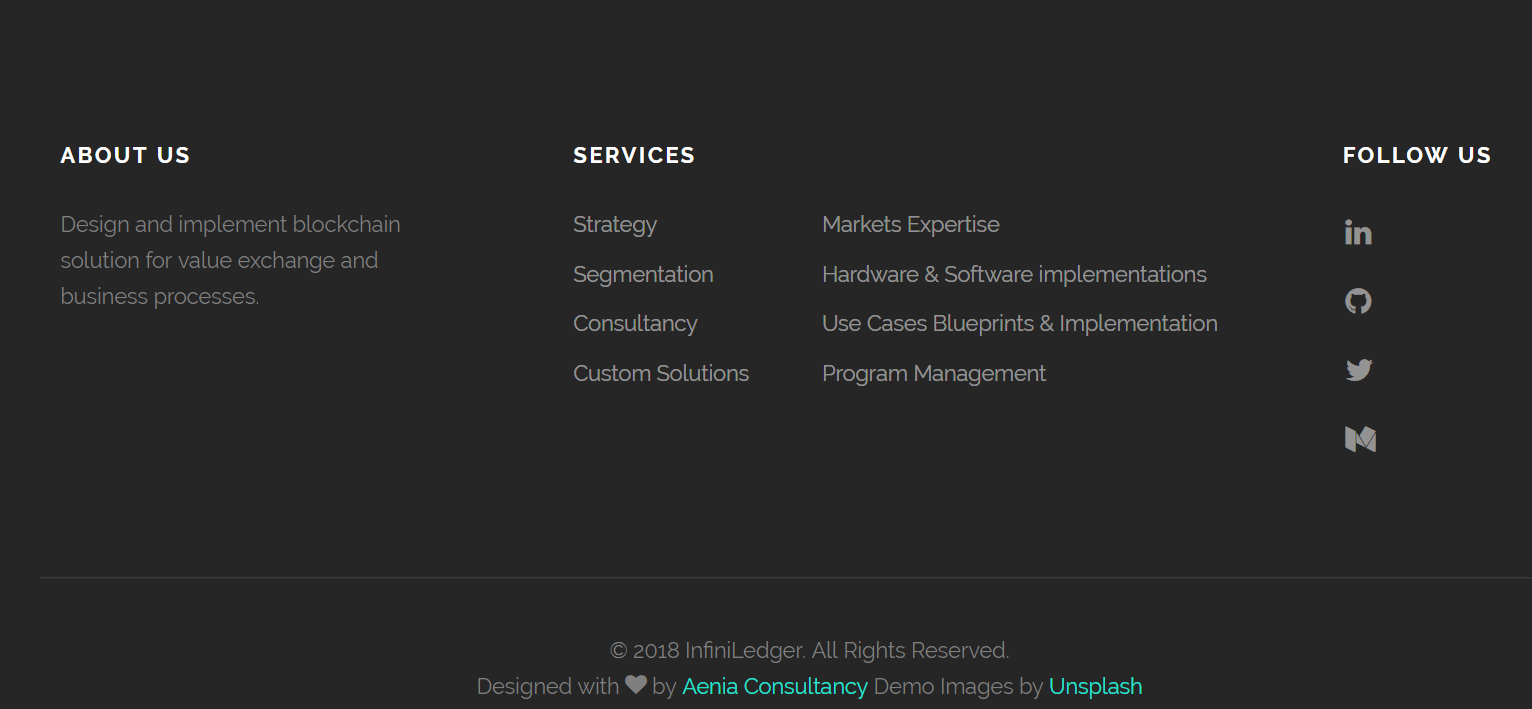 ABOUT US
Design and implement blockchain
solution for value exchange and
business processes.
SERVICES
Strategy
Segmentation
Consultancy
Custom Solutions
Markets Expertise
Hardware & Software implementations
Use Cases Blueprints & Implementation
Program Management
FOLLOW US
© 2018 InfiniLedger. All Rights Reserved.
Designed with ♥ by Aenia Consultancy Demo Images by Unsplash